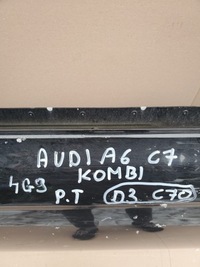 AUDI A6 C7
KOMBI
4G9
P.T D3 C70